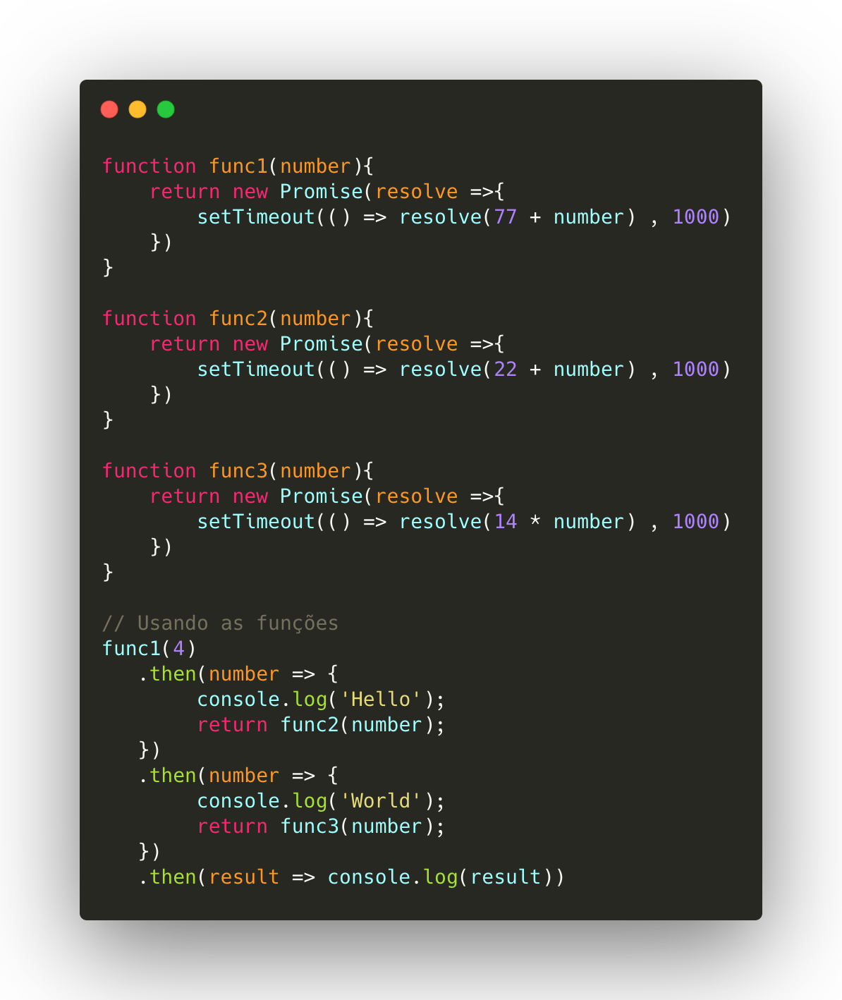 function func1(number){
    return new Promise(resolve =>{
        setTimeout(() => resolve(77 + number) , 1000)
    })
}
function func2(number){
    return new Promise(resolve =>{
        setTimeout(() => resolve(22 + number) , 1000)
    })
}
function func3(number){
    return new Promise(resolve =>{
        setTimeout(() => resolve(14 * number) , 1000)
    })
}
// Usando as funções
func1(4)
   .then(number => {
        console.log('Hello');
        return func2(number);
   })
   .then(number => {
        console.log('World');
        return func3(number);
   })
   .then(result => console.log(result))